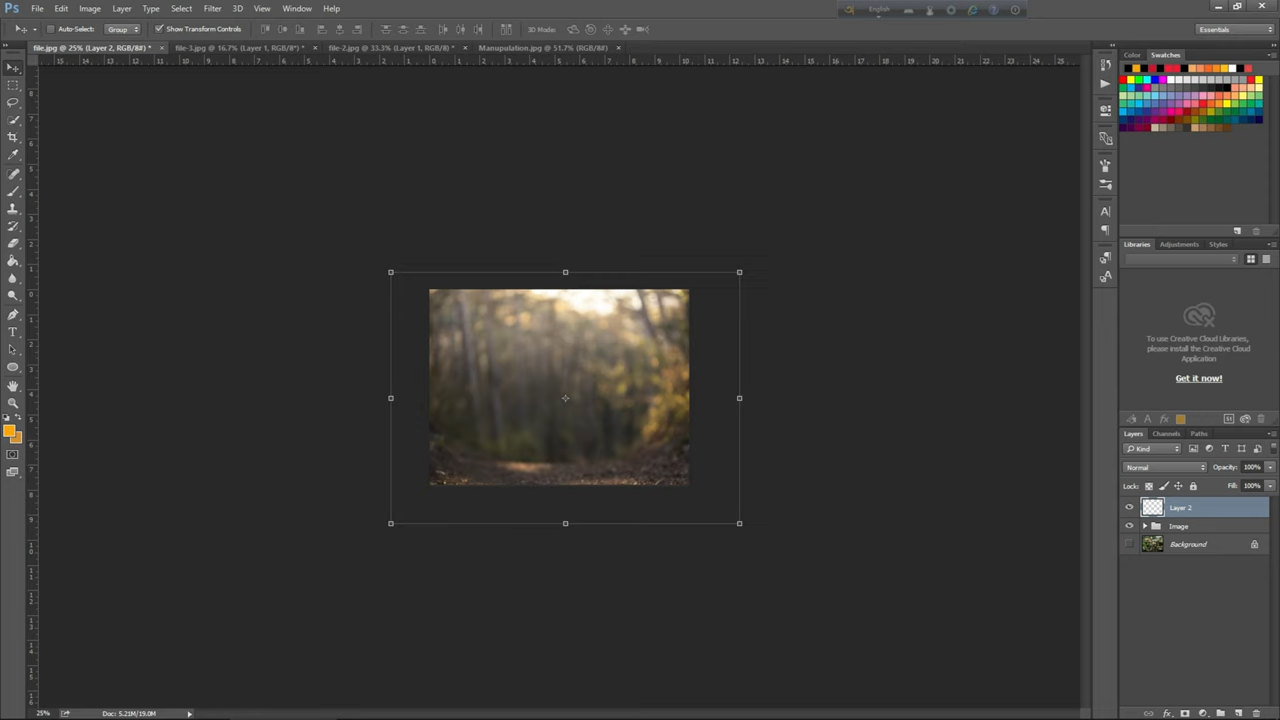 Ps File Edit Image Layer Type Select Filter 3D View Window Help
English
Auto-Select: Group Show Transform Controls 3D Mode: Essentials
file.jpg @ 25% (Layer 2, RGB/8#) * × file-3.jpg @ 16.7% (Layer 1, RGB/8*) * × file-2.jpg @ 33.3% (Layer 1, RGB/8) * × Manupulation.jpg @ 51.7% (RGB/8#) ×
Color Swatches
Libraries Adjustments Styles
To use Creative Cloud Libraries,
please install the Creative Cloud
Application
Get it now!
Layers Channels Paths
Kind
Normal Opacity: 100%
Lock: Fill: 100%
Layer 2
Image
Background
25% Doc: 5.21M/19.0M